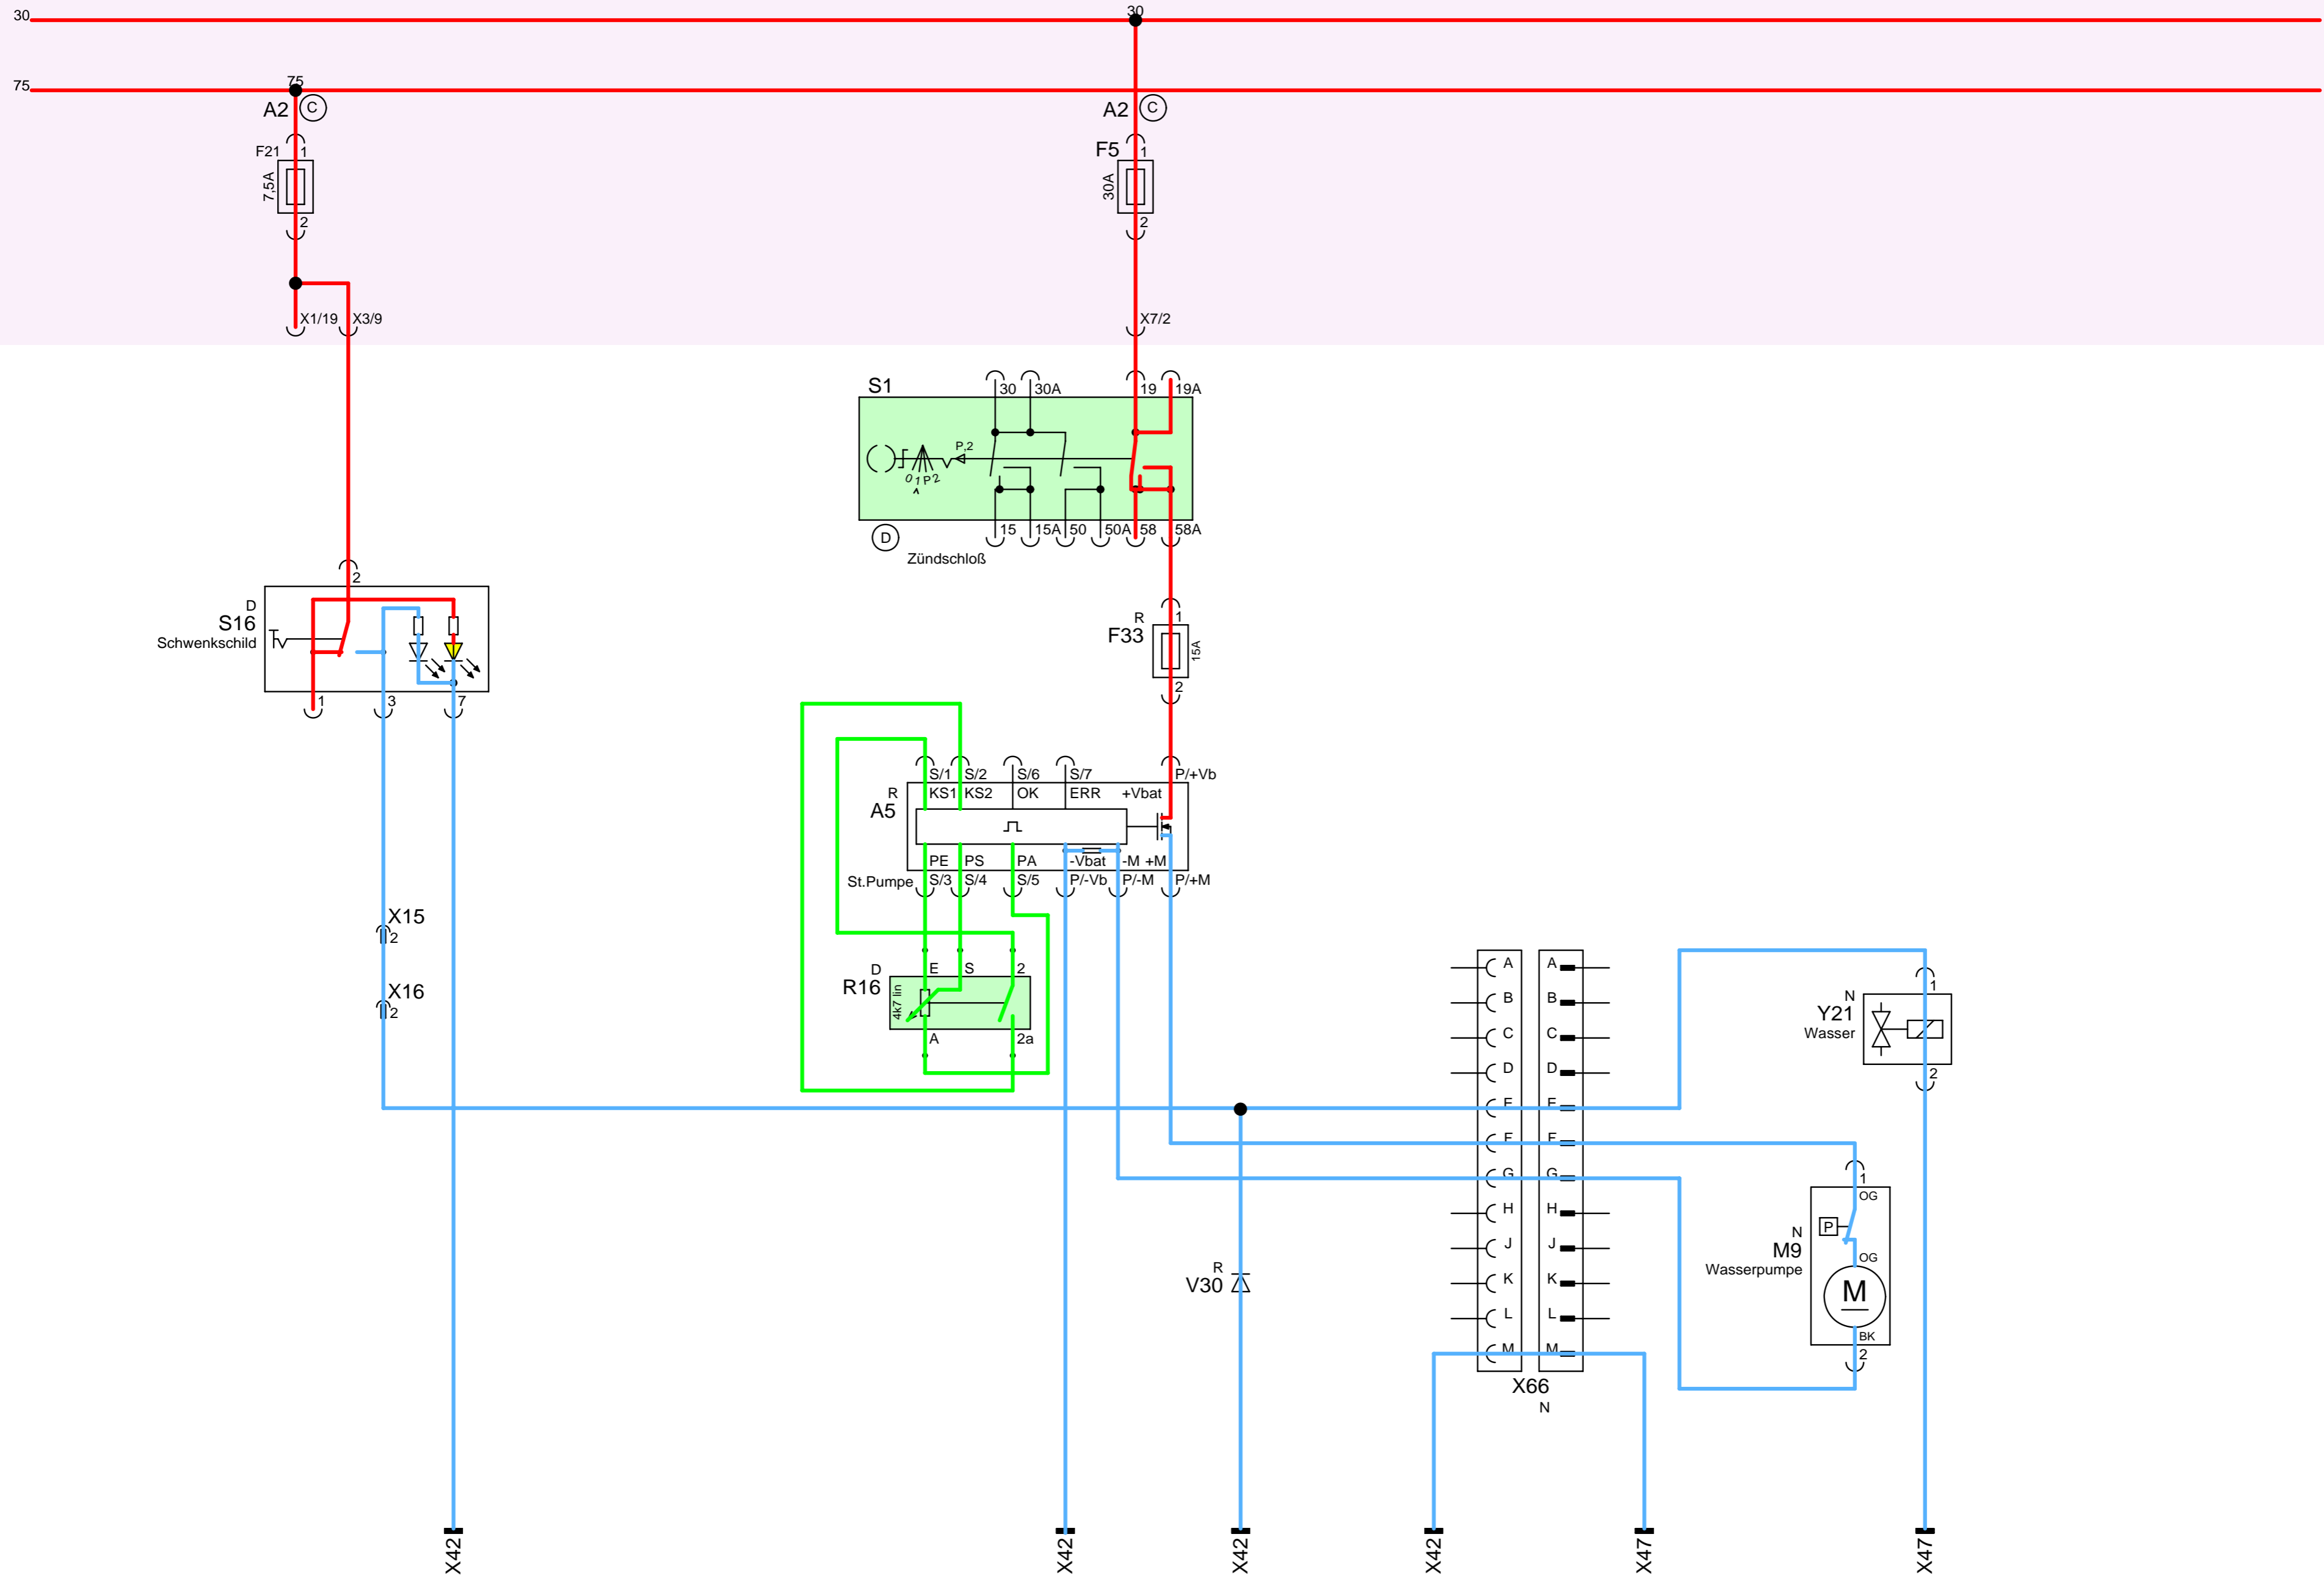 30
30
75
75
A2 C
A2 C
F21 1
7,5A
2
F5 1
30A
2
X1/19 X3/9
X7/2
S1
30 30A 19 19A
P,2
0 1 P 2
15 15A 50 50A 58 58A
D
Zündschloß
2
D
S16
Schwenkschild
1 3 7
R
F33
1
15A
2
S/1 S/2 S/6 S/7 P/+Vb
R
A5
KS1 KS2 OK ERR +Vbat
PE PS PA -Vbat -M +M
St.Pumpe S/3 S/4 S/5 P/-Vb P/-M P/+M
X15
2
X16
2
D
R16
4k7 lin
E S 2
A 2a
A A
B B
C C
D D
E E
F F
G G
H H
J J
K K
L L
M M
X66
N
1
N
Y21
Wasser
2
1
OG
P
N
M9
Wasserpumpe
OG
M
BK
2
R
V30
X42
X42
X42
X42
X47
X47